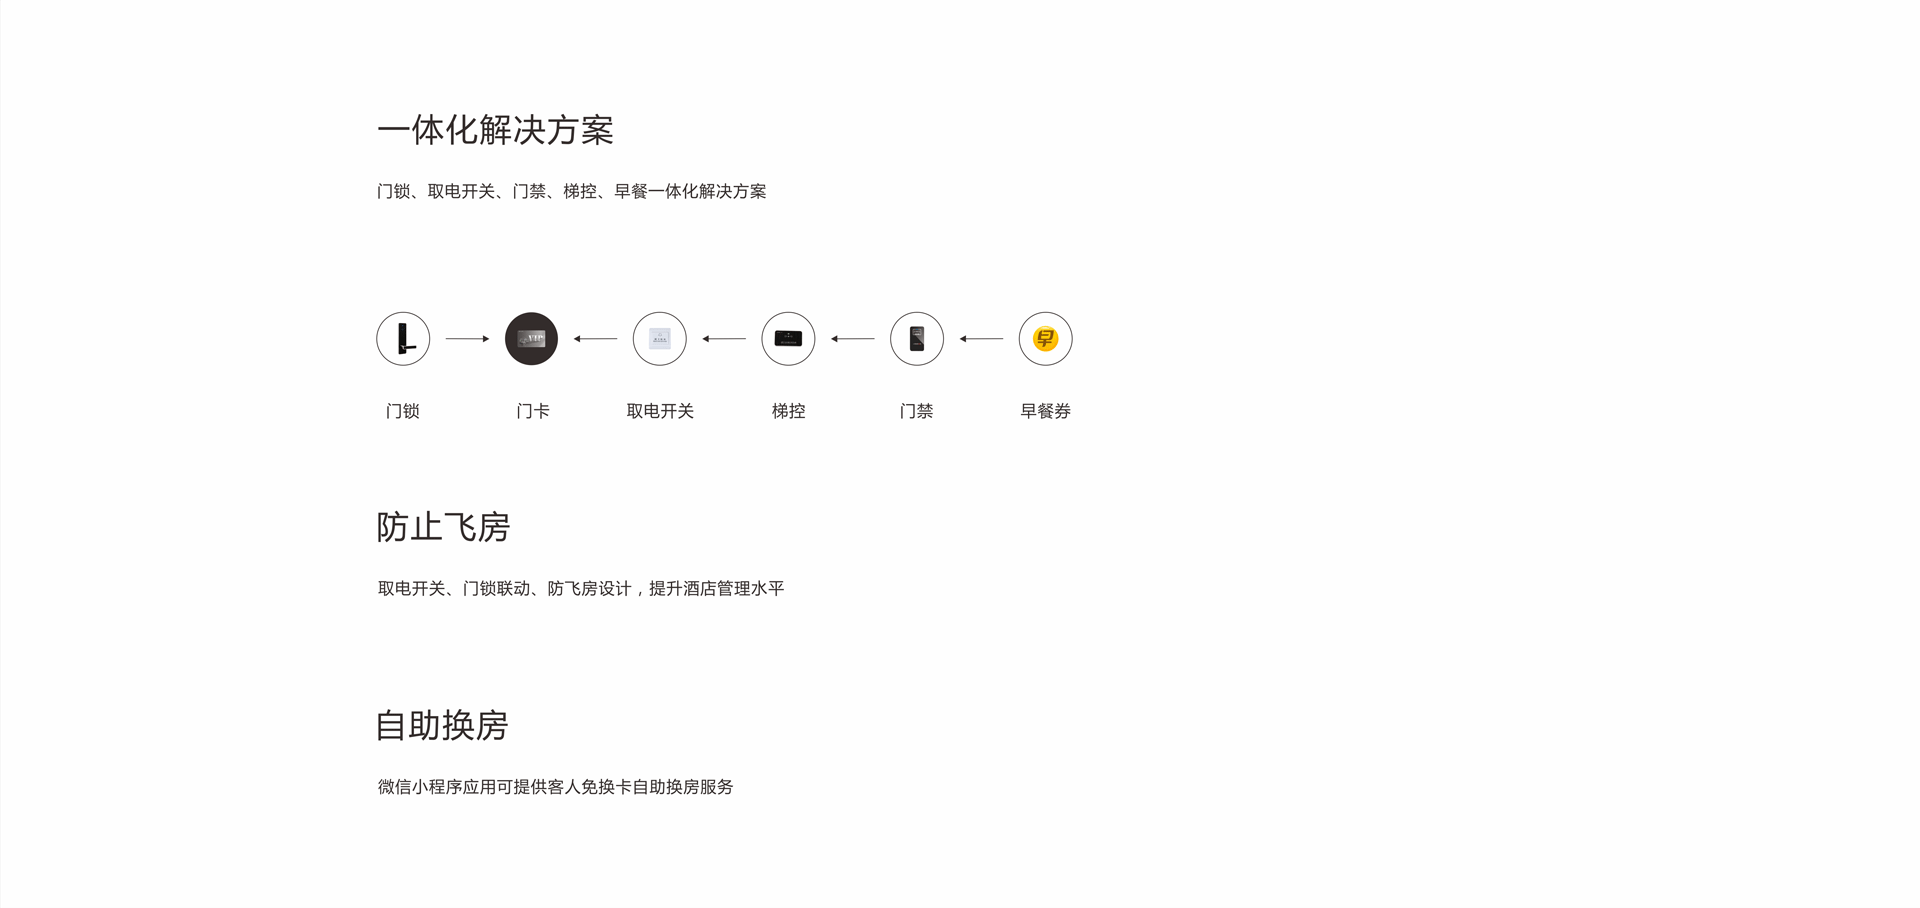 一体化解决方案
门锁、取电开关、门禁、梯控、早餐一体化解决方案
VIP
早
门锁 门卡 取电开关 梯控 门禁 早餐券
防止飞房
取电开关、门锁联动、防飞房设计，提升酒店管理水平
自助换房
微信小程序应用可提供客人免换卡自助换房服务